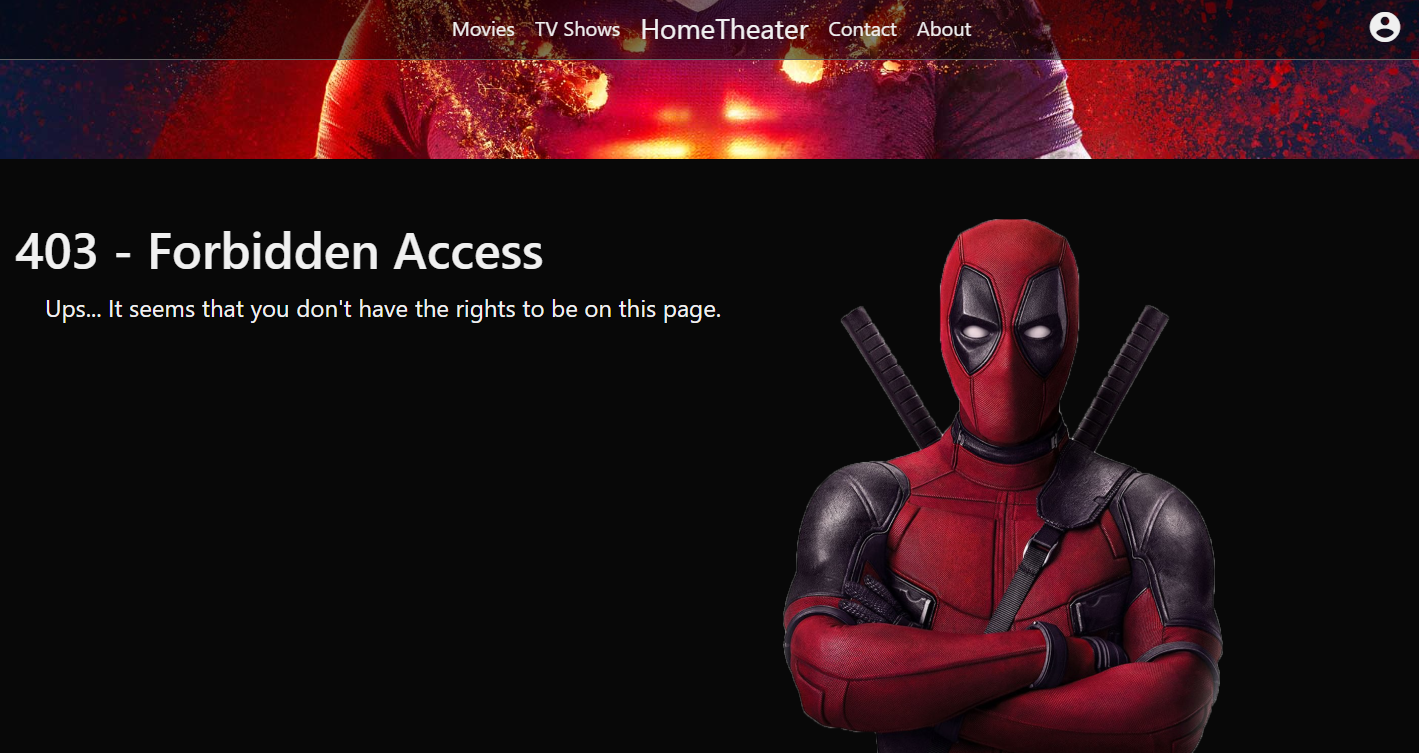 Movies TV Shows HomeTheater Contact About
403 - Forbidden Access
Ups... It seems that you don't have the rights to be on this page.